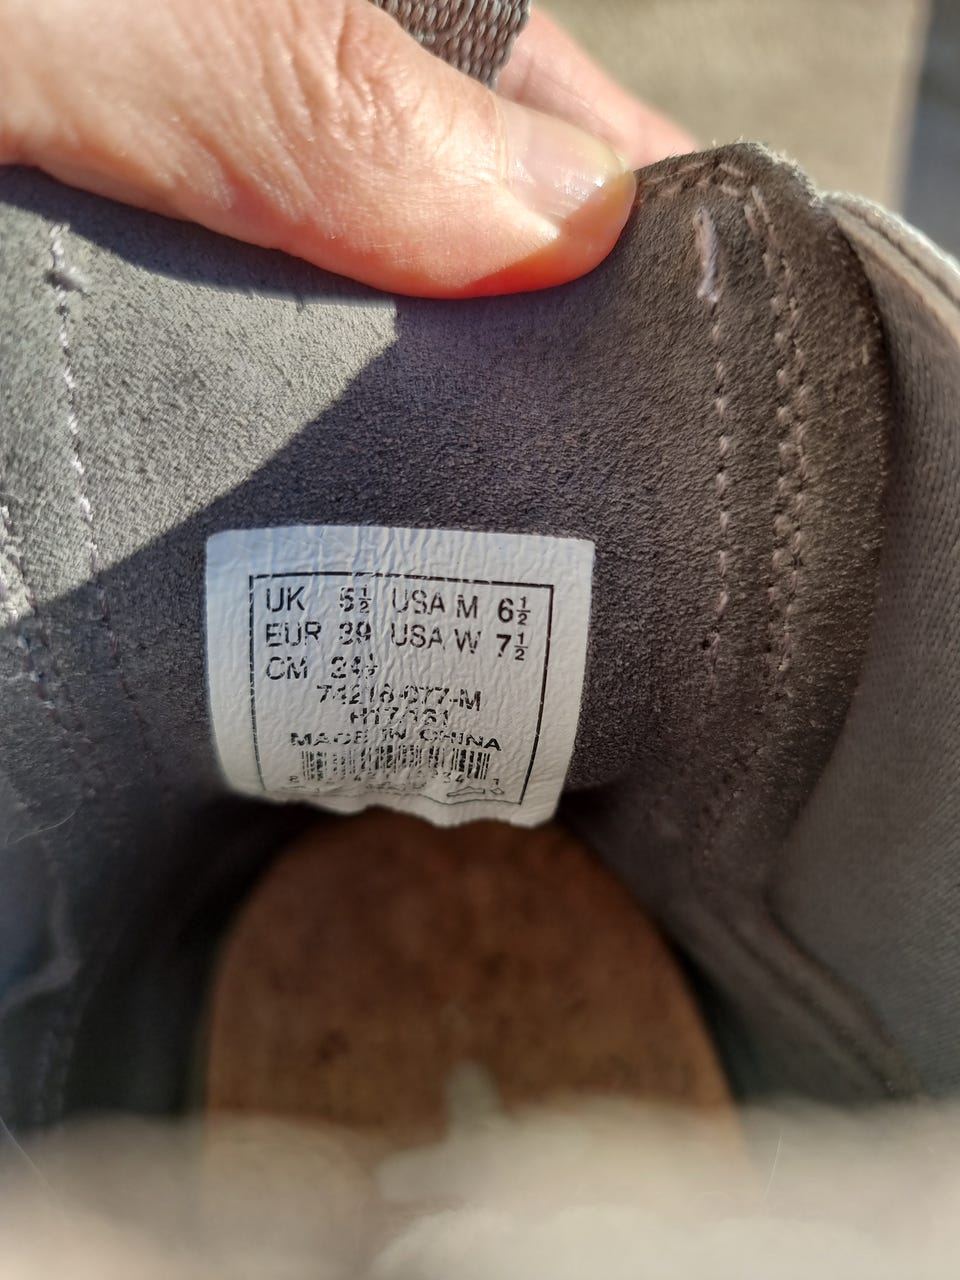 UK 5½ USA M 6½
EUR 39 USA W 7½
CM 24½
74216-077-M
MADE IN CHINA